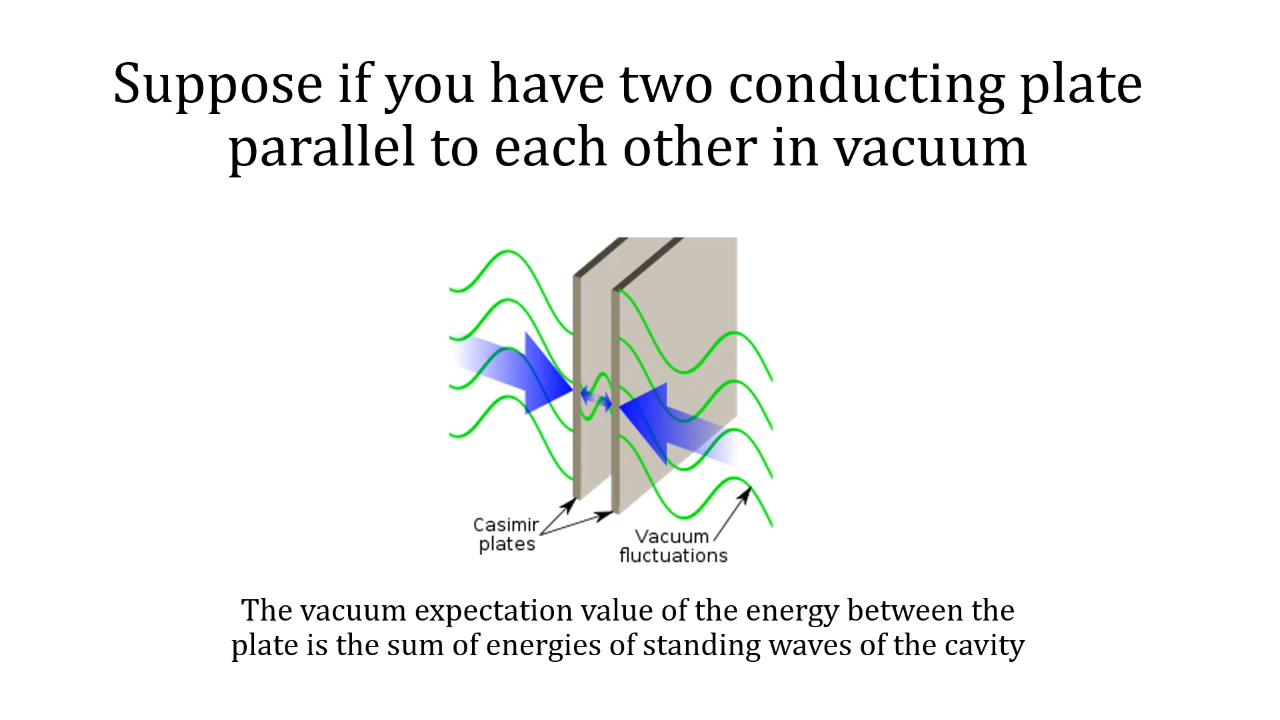 Suppose if you have two conducting plate
parallel to each other in vacuum
Casimir
plates
Vacuum
fluctuations
The vacuum expectation value of the energy between the
plate is the sum of energies of standing waves of the cavity